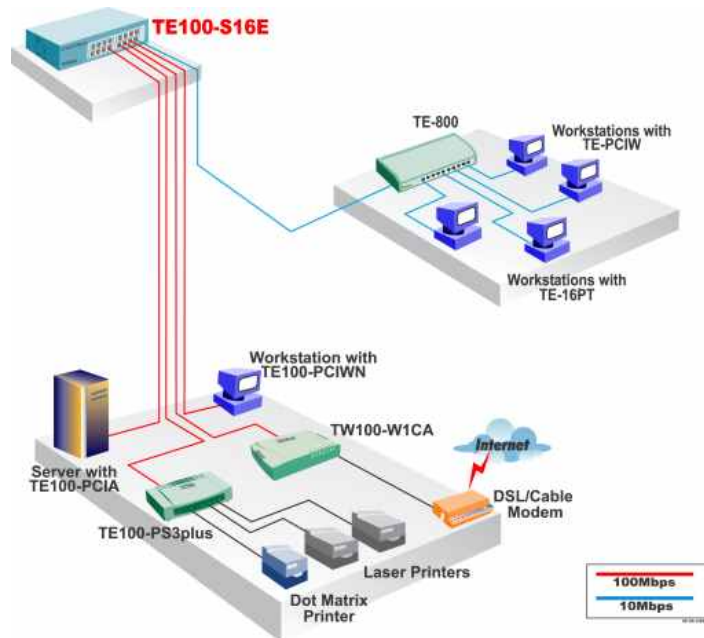 TE100-S16E
TE-800
Workstations with
TE-PCIW
Workstations with
TE-16PT
Workstation with
TE100-PCIWN
TW100-W1CA
Internet
Server with
TE100-PCIA
DSL/Cable
Modem
TE100-PS3plus
Laser Printers
Dot Matrix
Printer
100Mbps
10Mbps